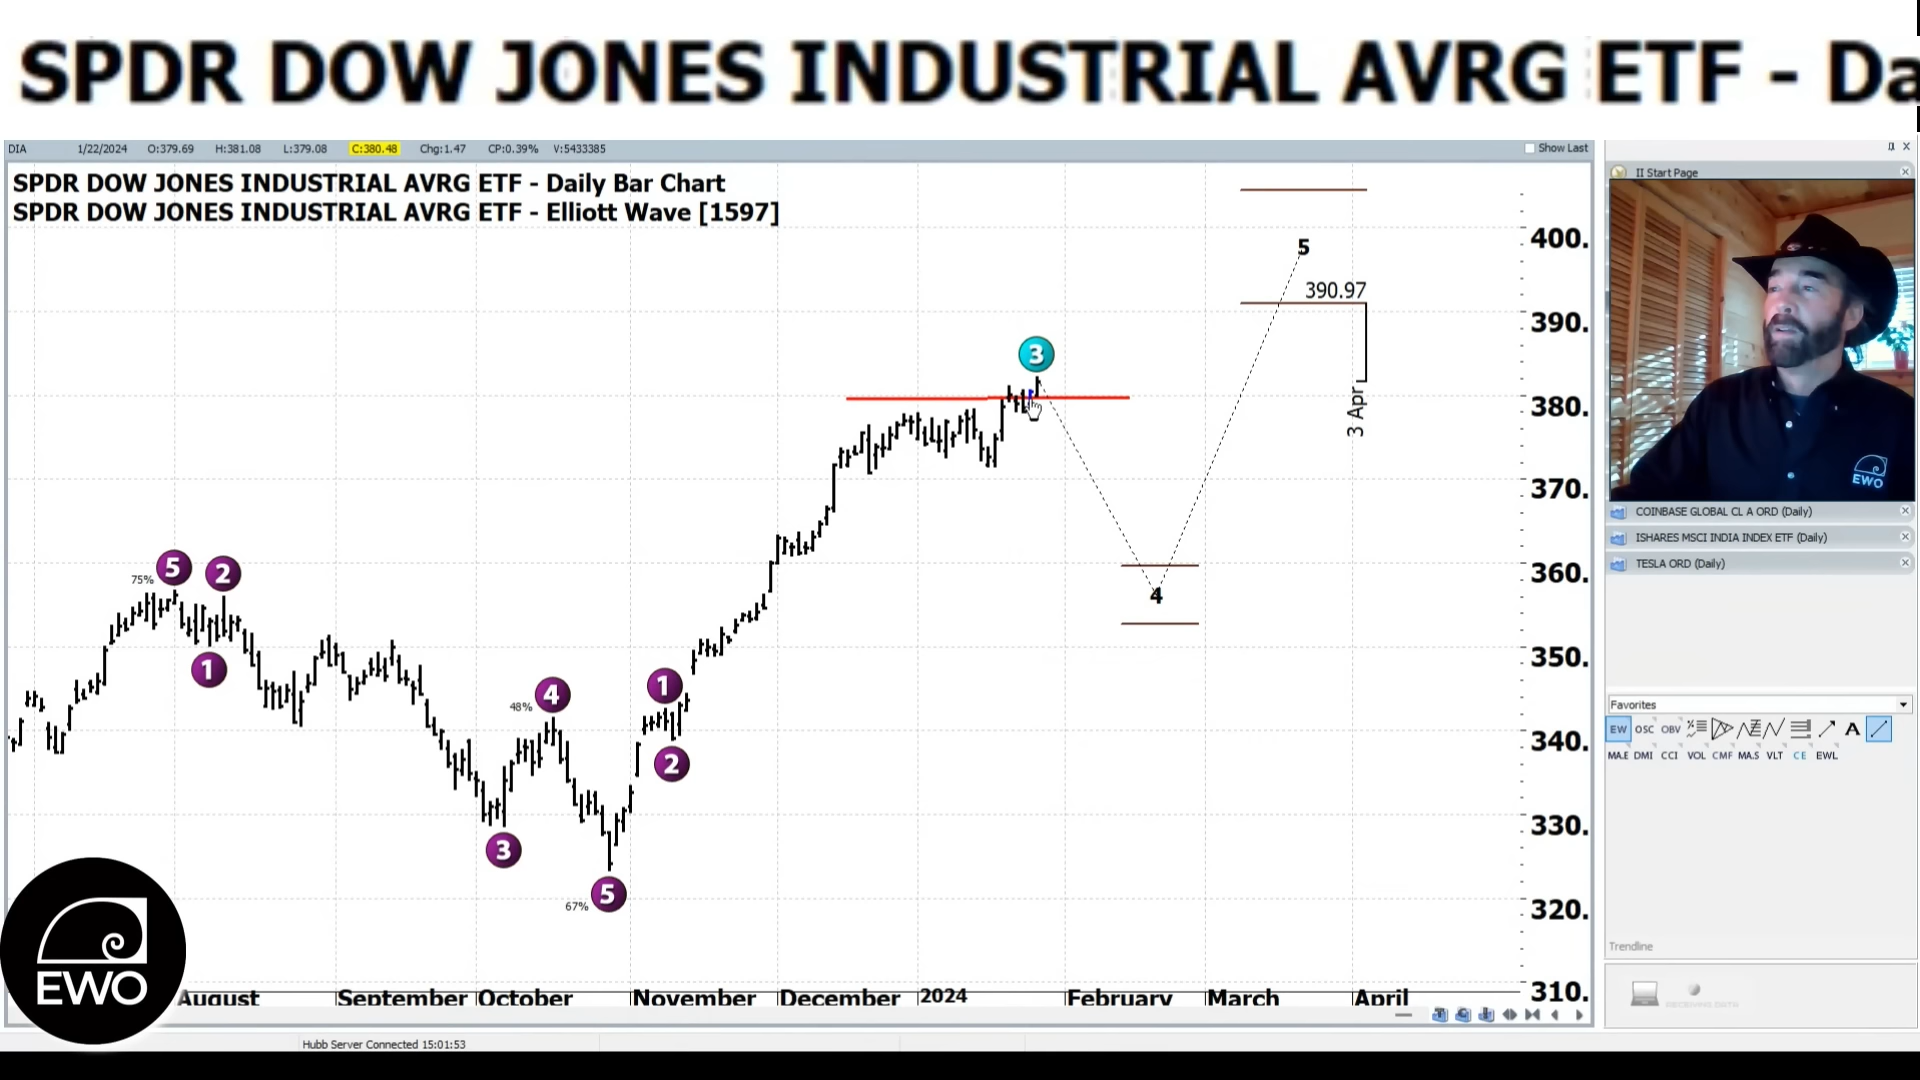 SPDR DOW JONES INDUSTRIAL AVRG ETF - Da
DIA 1/22/2024 O:379.69 H:381.08 L:379.08 C:380.48 Chg:1.47 CP:0.39% V:5433385
Show Last
SPDR DOW JONES INDUSTRIAL AVRG ETF - Daily Bar Chart
SPDR DOW JONES INDUSTRIAL AVRG ETF - Elliott Wave [1597]
II Start Page
400.
5
390.97
390.
3
380.
3 Apr
370.
EWO
COINBASE GLOBAL CL A ORD (Daily)
ISHARES MSCI INDIA INDEX ETF (Daily)
TESLA ORD (Daily)
75%
5
2
360.
4
1
350.
1
4
48%
2
340.
3
330.
5
67%
320.
310.
Favorites
EW OSC OBV A
MA.E DMI CCI VOL CMF MA.S VLT CE EWL
Trendline
RECEIVING DATA
EWO
August September October November December 2024 February March April
Hubb Server Connected 15:01:53